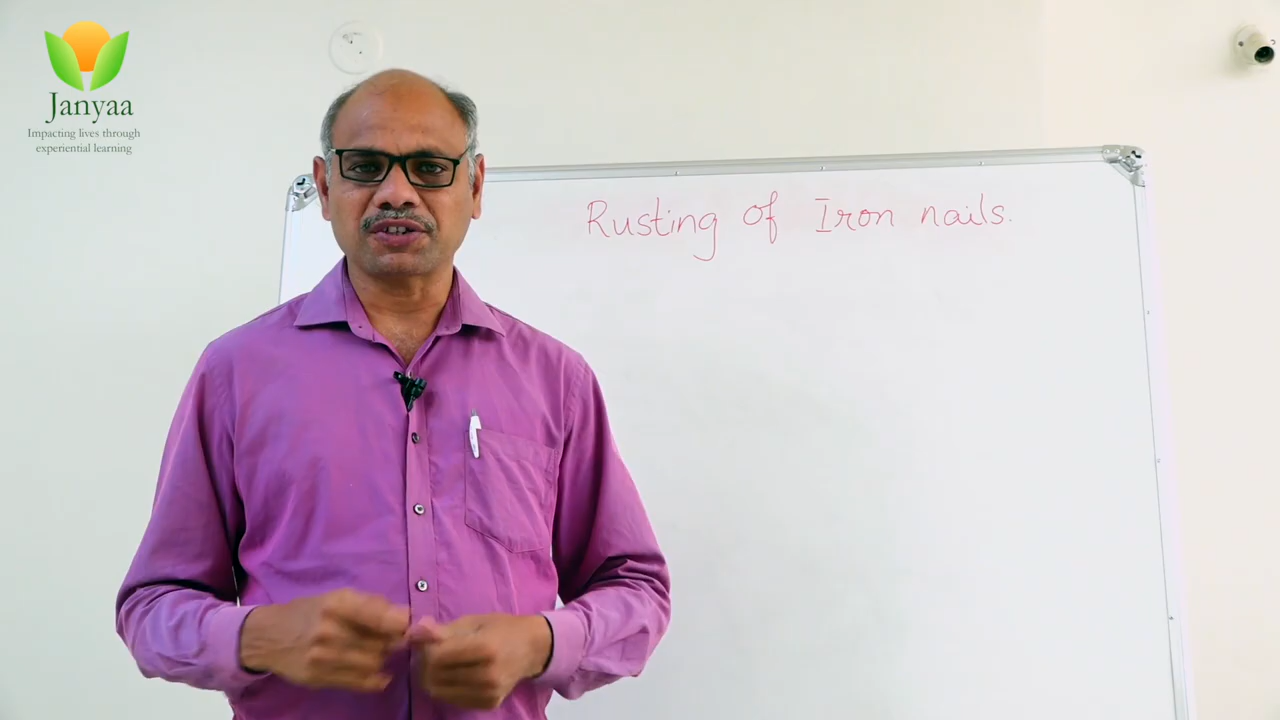 Janyaa
Impacting lives through
experiential learning
Rusting of Iron nails.